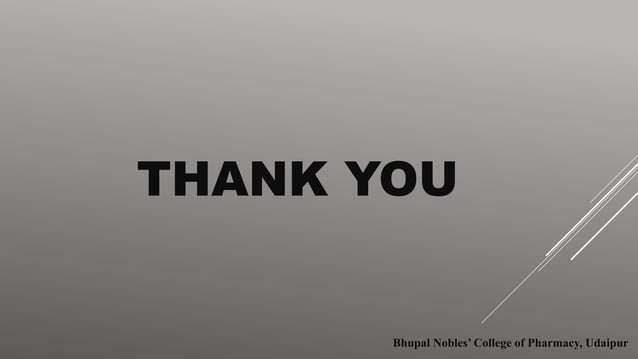 THANK YOU
Bhupal Nobles’ College of Pharmacy, Udaipur